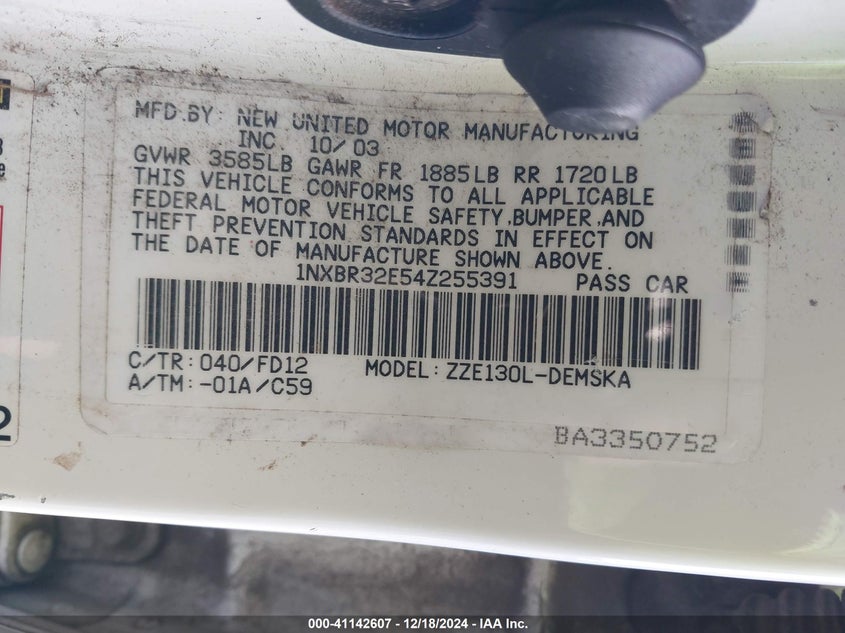 MFD.BY: NEW UNITED MOTOR MANUFACTURING
INC. 10/03
GVWR 3585LB GAWR FR 1885LB RR 1720LB
THIS VEHICLE CONFORMS TO ALL APPLICABLE
FEDERAL MOTOR VEHICLE SAFETY,BUMPER,AND
THEFT PREVENTION STANDARDS IN EFFECT ON
THE DATE OF MANUFACTURE SHOWN ABOVE.
1NXBR32E54Z255391 PASS CAR
C/TR: 040/FD12 MODEL: ZZE130L-DEMSKA
A/TM: -01A/C59
BA3350752
2
000-41142607 - 12/18/2024 - IAA Inc.